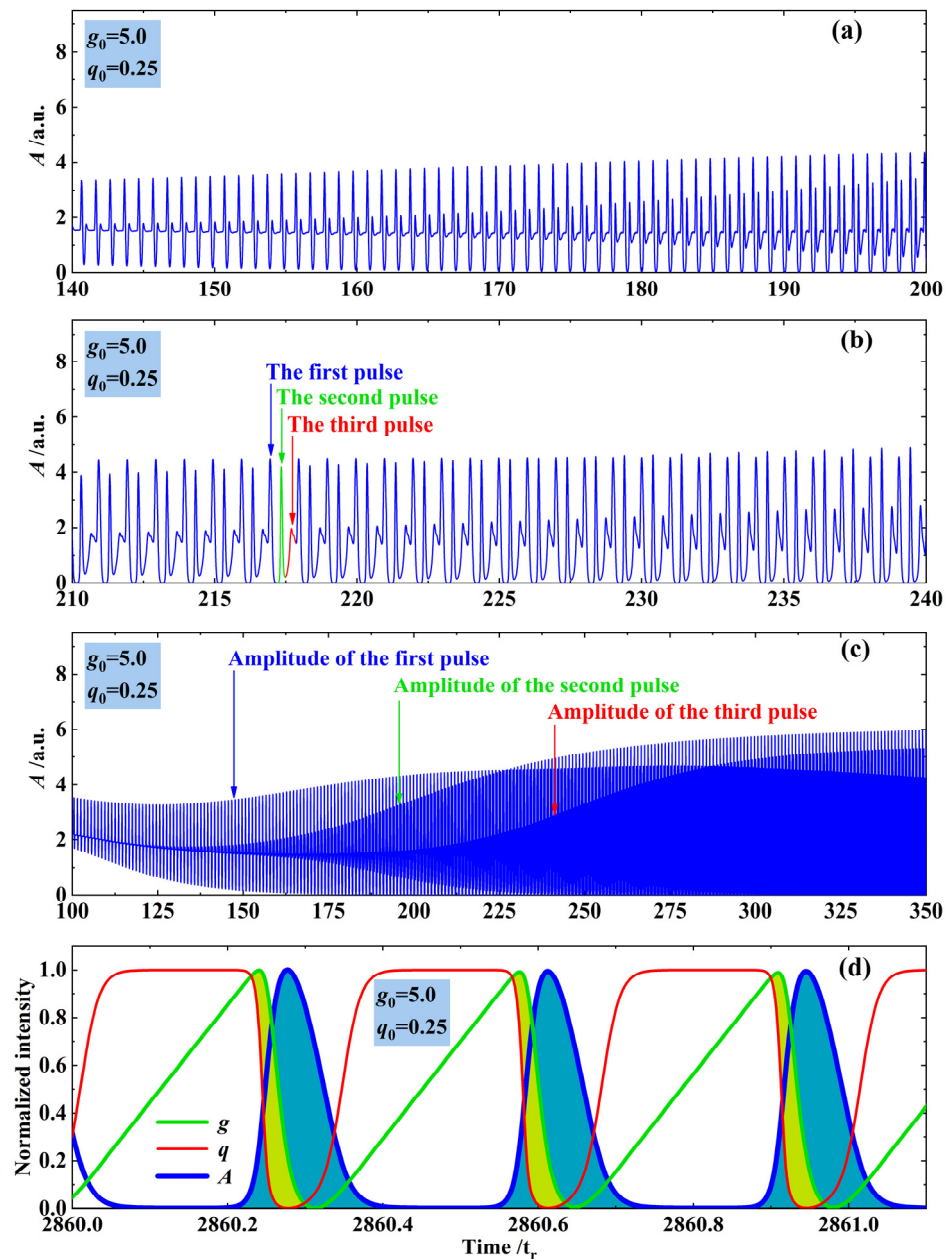 (a)
g₀=5.0
q₀=0.25
A /a.u.
8
6
4
2
0
140 150 160 170 180 190 200
(b)
g₀=5.0
q₀=0.25
The first pulse
The second pulse
The third pulse
A /a.u.
8
6
4
2
0
210 215 220 225 230 235 240
(c)
g₀=5.0
q₀=0.25
Amplitude of the first pulse
Amplitude of the second pulse
Amplitude of the third pulse
A /a.u.
8
6
4
2
0
100 125 150 175 200 225 250 275 300 325 350
(d)
g₀=5.0
q₀=0.25
Normalized intensity
1.0
0.8
0.6
0.4
0.2
0.0
g
q
A
2860.0 2860.2 2860.4 2860.6 2860.8 2861.0
Time /tᵣ